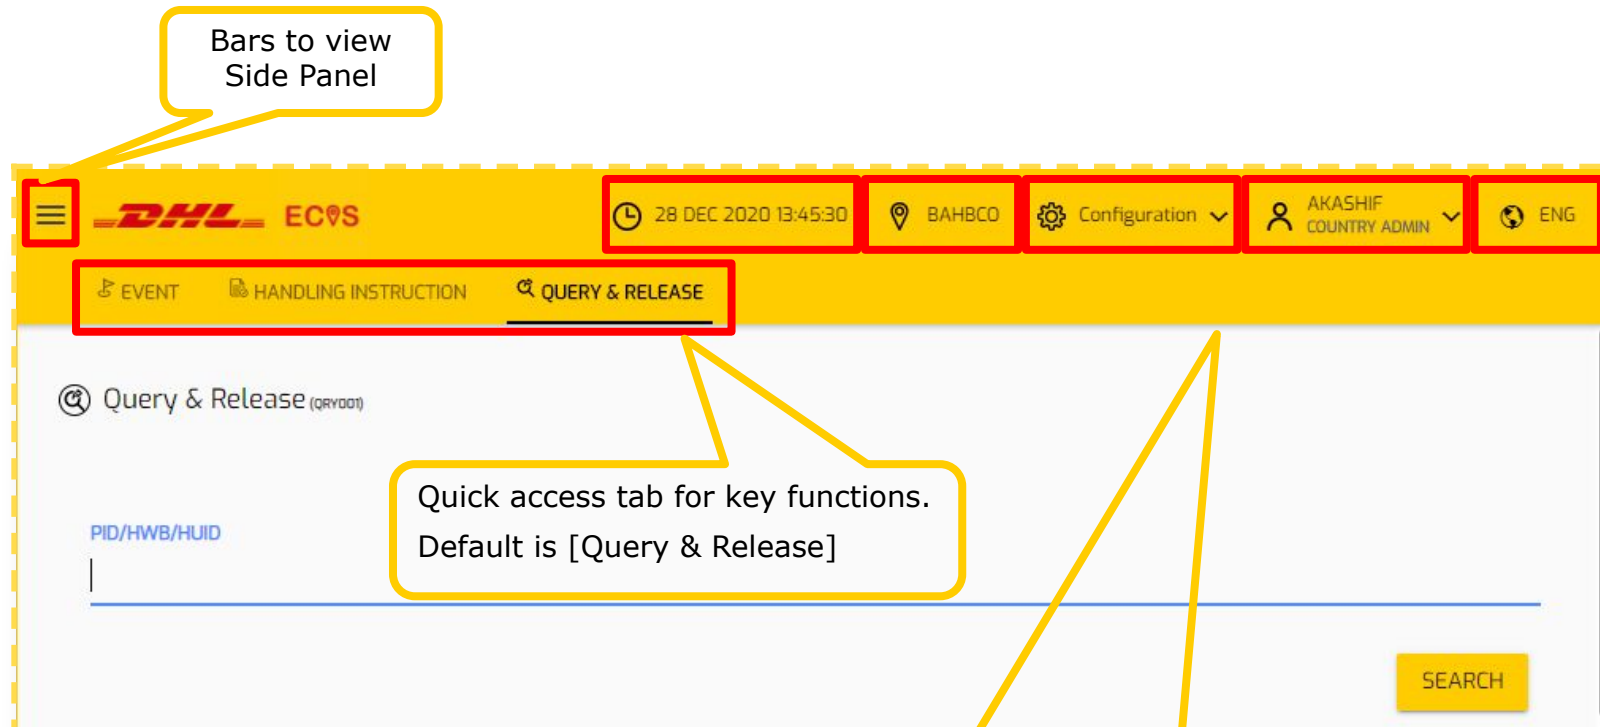 Bars to view
Side Panel
DHL ECOS
28 DEC 2020 13:45:30
BAHBCO
Configuration
AKASHIF
COUNTRY ADMIN
ENG
EVENT
HANDLING INSTRUCTION
QUERY & RELEASE
Query & Release (QRY001)
Quick access tab for key functions.
Default is [Query & Release]
PID/HWB/HUID
SEARCH